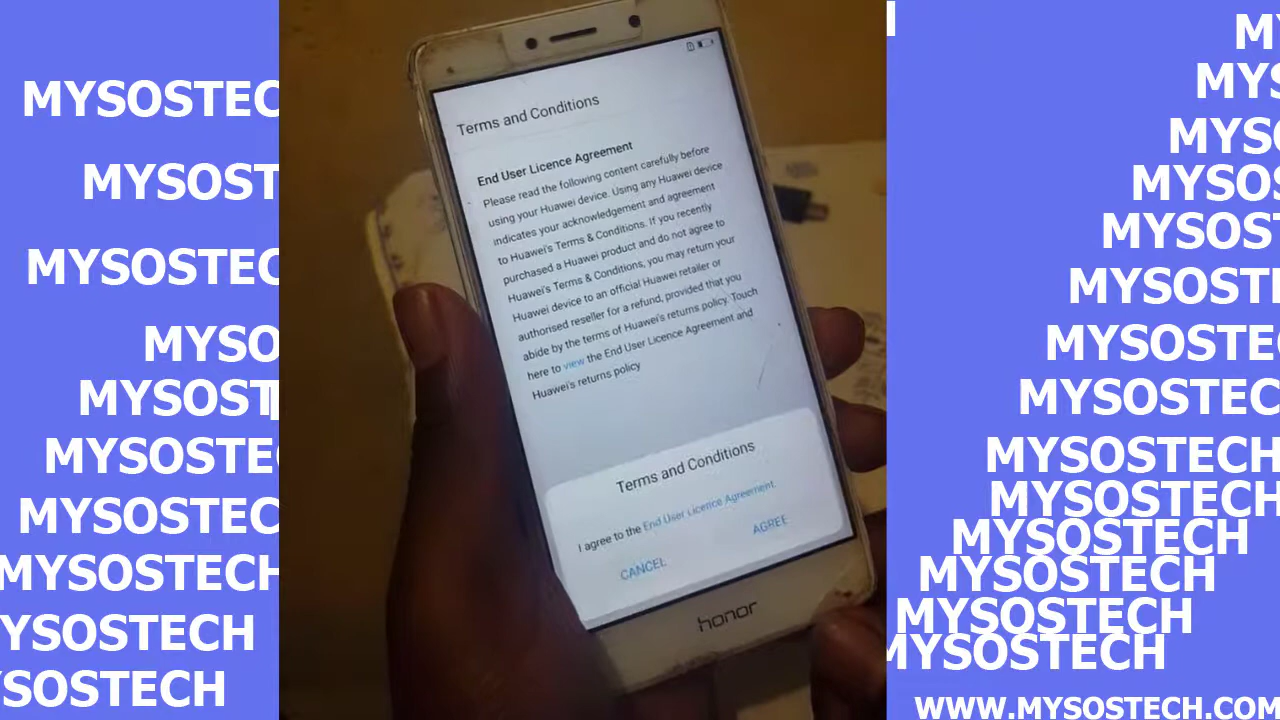 MYSOSTEC
MYSOST
MYSOSTEC
MYSO
MYSOST
MYSOSTE
MYSOSTEC
MYSOSTECH
YSOSTECH
YSOSTECH
Terms and Conditions
End User Licence Agreement
Please read the following content carefully before
using your Huawei device. Using any Huawei device
indicates your acknowledgement and agreement
to Huawei's Terms & Conditions. If you recently
purchased a Huawei product and do not agree to
Huawei's Terms & Conditions, you may return your
Huawei device to an official Huawei retailer or
authorised reseller for a refund, provided that you
abide by the terms of Huawei's returns policy. Touch
here to view the End User Licence Agreement and
Huawei's returns policy
Terms and Conditions
I agree to the End User Licence Agreement.
CANCEL AGREE
honor
M
MYS
MYSO
MYSOS
MYSOST
MYSOSTE
MYSOSTE
MYSOSTEC
MYSOSTECH
MYSOSTECH
MYSOSTECH
MYSOSTECH
MYSOSTECH
MYSOSTECH
WWW.MYSOSTECH.COM